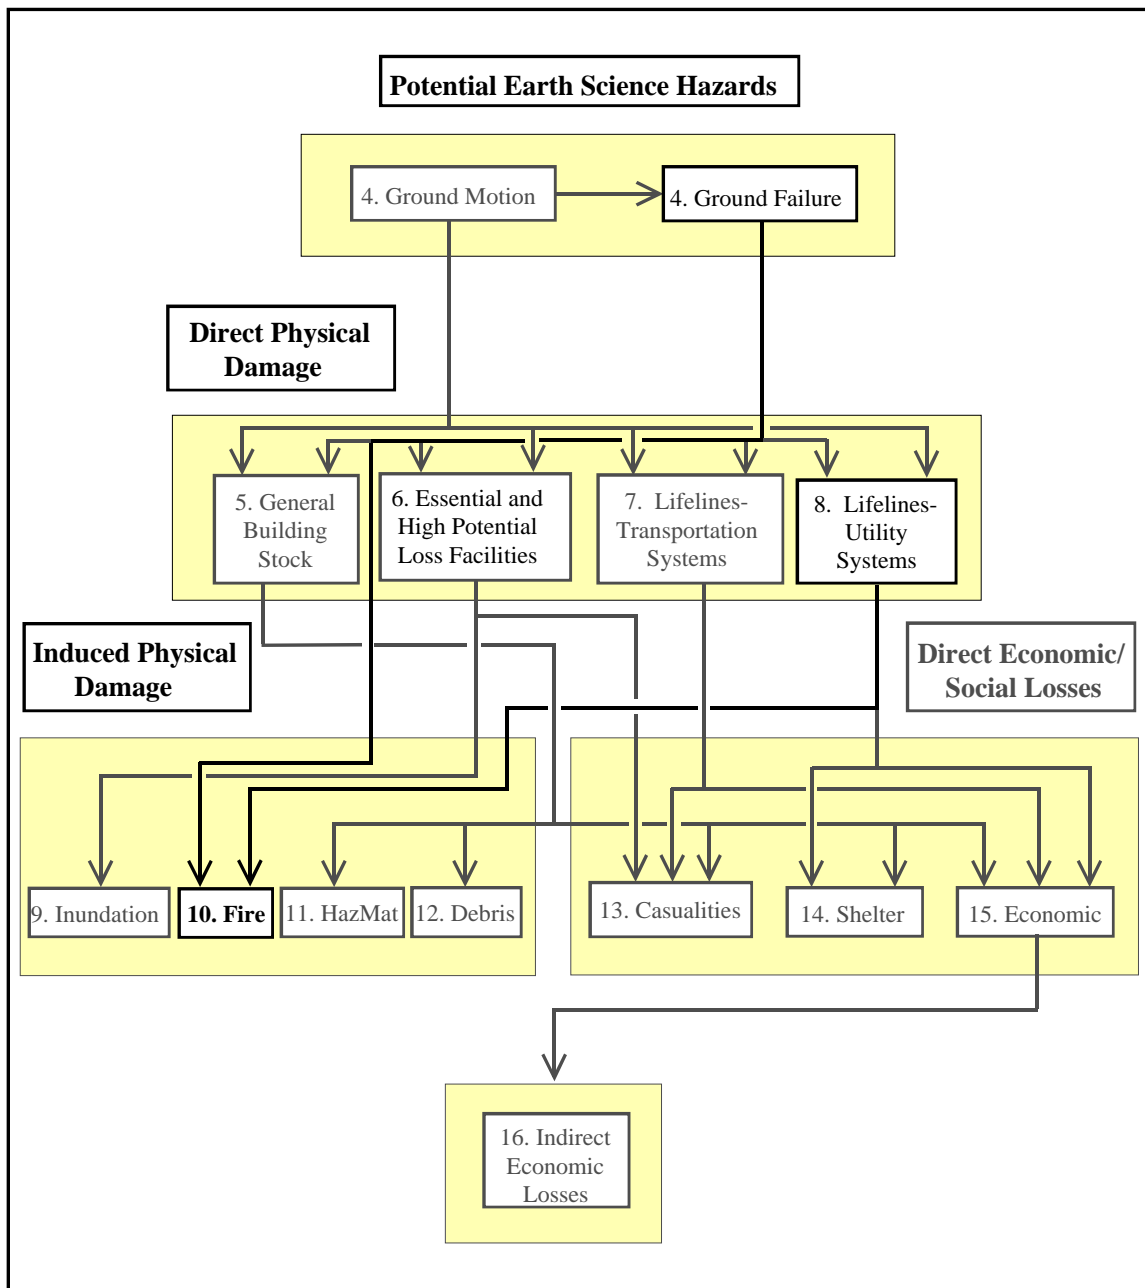 Potential Earth Science Hazards
4. Ground Motion
4. Ground Failure
Direct Physical
Damage
5. General
Building
Stock
6. Essential and
High Potential
Loss Facilities
7. Lifelines-
Transportation
Systems
8. Lifelines-
Utility
Systems
Induced Physical
Damage
Direct Economic/
Social Losses
9. Inundation
10. Fire
11. HazMat
12. Debris
13. Casualities
14. Shelter
15. Economic
16. Indirect
Economic
Losses